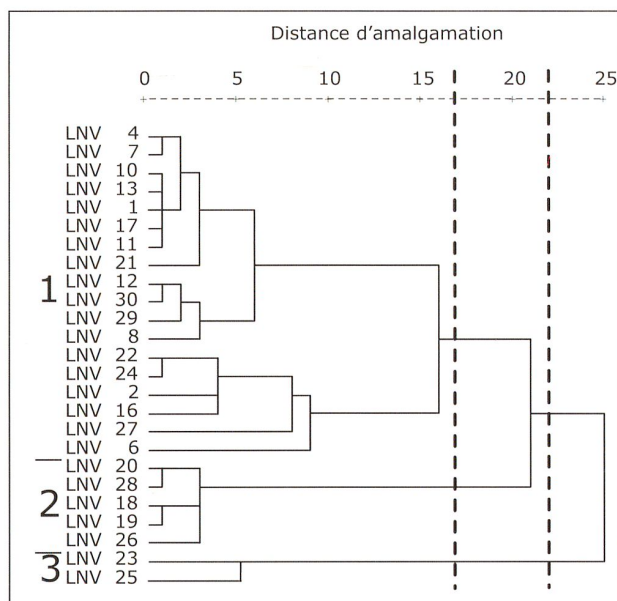 Distance d'amalgamation
0 5 10 15 20 25
LNV 4
LNV 7
LNV 10
LNV 13
LNV 1
LNV 17
LNV 11
LNV 21
LNV 12
1 LNV 30
LNV 29
LNV 8
LNV 22
LNV 24
LNV 2
LNV 16
LNV 27
LNV 6
LNV 20
LNV 28
2 LNV 18
LNV 19
LNV 26
LNV 23
3 LNV 25